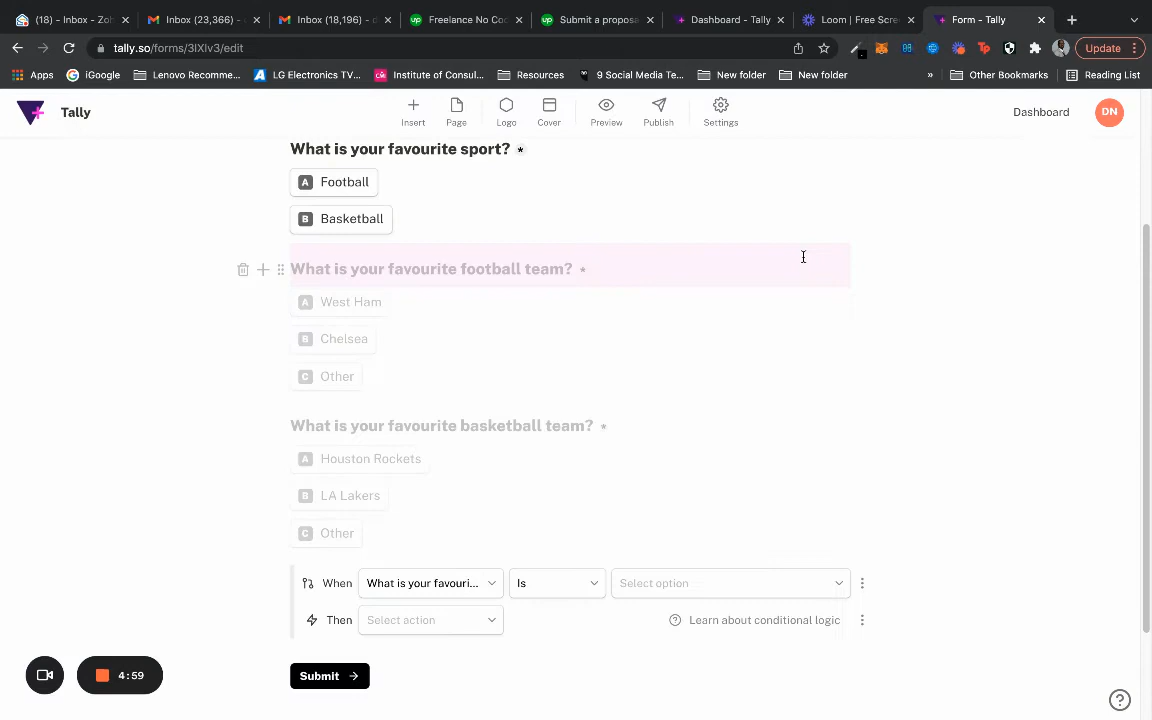 (18) - Inbox - Zoh
Inbox (23,366) -
Inbox (18,196) -
Freelance No Co
Submit a proposa
Dashboard - Tally
Loom | Free Scre
Form - Tally
tally.so/forms/3lXlv3/edit
Update
Apps
iGoogle
Lenovo Recomme...
LG Electronics TV...
Institute of Consul...
Resources
9 Social Media Te...
New folder
New folder
»
Other Bookmarks
Reading List
Tally
Insert
Page
Logo
Cover
Preview
Publish
Settings
Dashboard
DN
What is your favourite sport? *
A Football
B Basketball
What is your favourite football team? *
A West Ham
B Chelsea
C Other
What is your favourite basketball team? *
A Houston Rockets
B LA Lakers
C Other
When What is your favouri... Is Select option
Then Select action Learn about conditional logic
Submit →
4:59